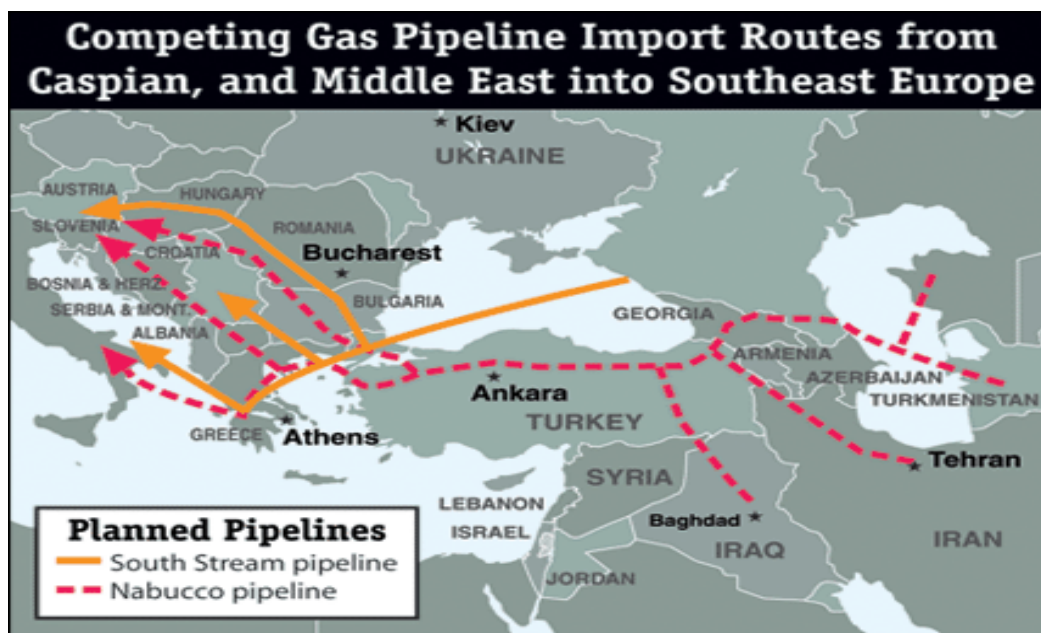 Competing Gas Pipeline Import Routes from
Caspian, and Middle East into Southeast Europe
Kiev
UKRAINE
AUSTRIA
HUNGARY
SLOVENIA
ROMANIA
CROATIA
Bucharest
BOSNIA & HERZ.
SERBIA & MONT.
BULGARIA
ALBANIA
GEORGIA
ARMENIA
AZERBAIJAN
TURKMENISTAN
Ankara
TURKEY
GREECE
Athens
Tehran
SYRIA
LEBANON
ISRAEL
Baghdad
IRAQ
IRAN
JORDAN
Planned Pipelines
South Stream pipeline
Nabucco pipeline